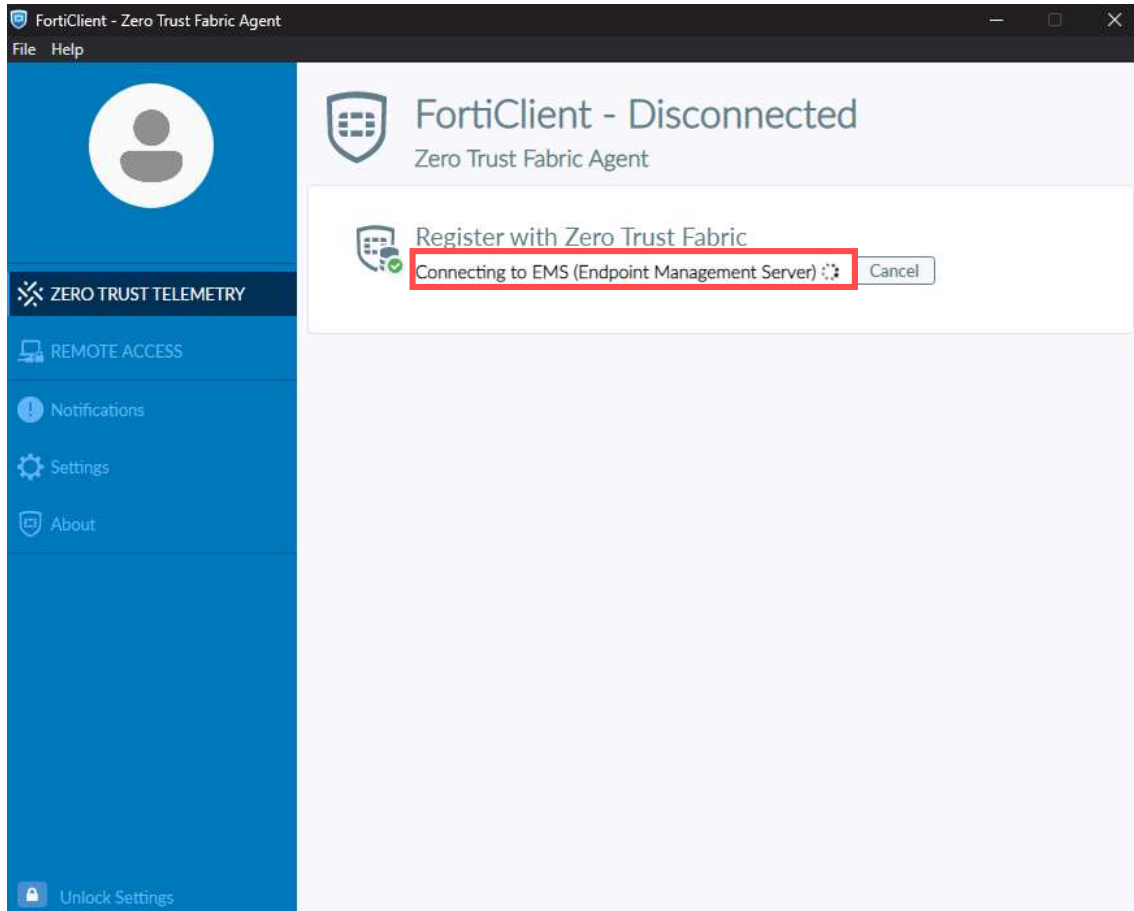 FortiClient - Zero Trust Fabric Agent
File Help
FortiClient - Disconnected
Zero Trust Fabric Agent
Register with Zero Trust Fabric
Connecting to EMS (Endpoint Management Server) Cancel
ZERO TRUST TELEMETRY
REMOTE ACCESS
Notifications
Settings
About
Unlock Settings